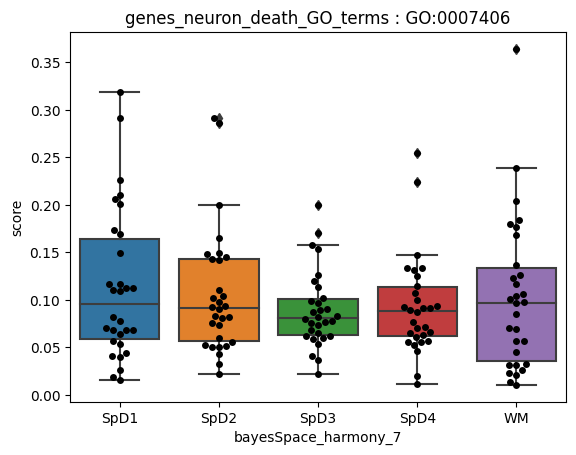 genes_neuron_death_GO_terms : GO:0007406
score
0.35
0.30
0.25
0.20
0.15
0.10
0.05
0.00
SpD1 SpD2 SpD3 SpD4 WM
bayesSpace_harmony_7